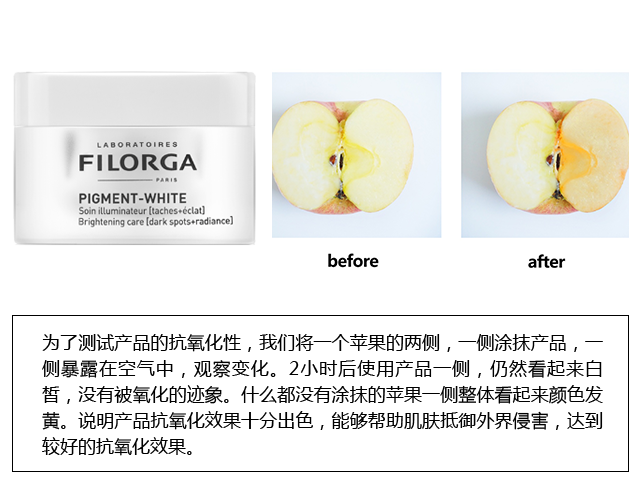 LABORATOIRES
FILORGA
PARIS
PIGMENT-WHITE
Soin illuminateur [taches+éclat]
Brightening care [dark spots+radiance]
before
after
为了测试产品的抗氧化性，我们将一个苹果的两侧，一侧涂抹产品，一
侧暴露在空气中，观察变化。2小时后使用产品一侧，仍然看起来白
皙，没有被氧化的迹象。什么都没有涂抹的苹果一侧整体看起来颜色发
黄。说明产品抗氧化效果十分出色，能够帮助肌肤抵御外界侵害，达到
较好的抗氧化效果。